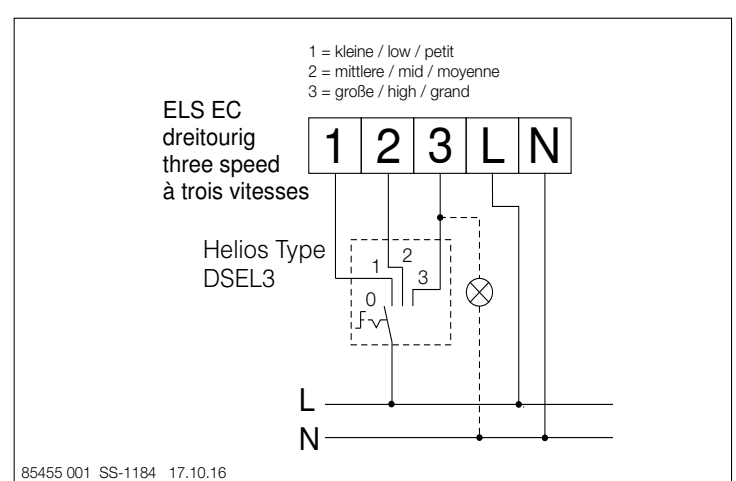 1 = kleine / low / petit
2 = mittlere / mid / moyenne
3 = große / high / grand
ELS EC
dreitourig
three speed
à trois vitesses
1 2 3 L N
Helios Type
DSEL3
2
1
3
0
L
N
85455 001 SS-1184 17.10.16